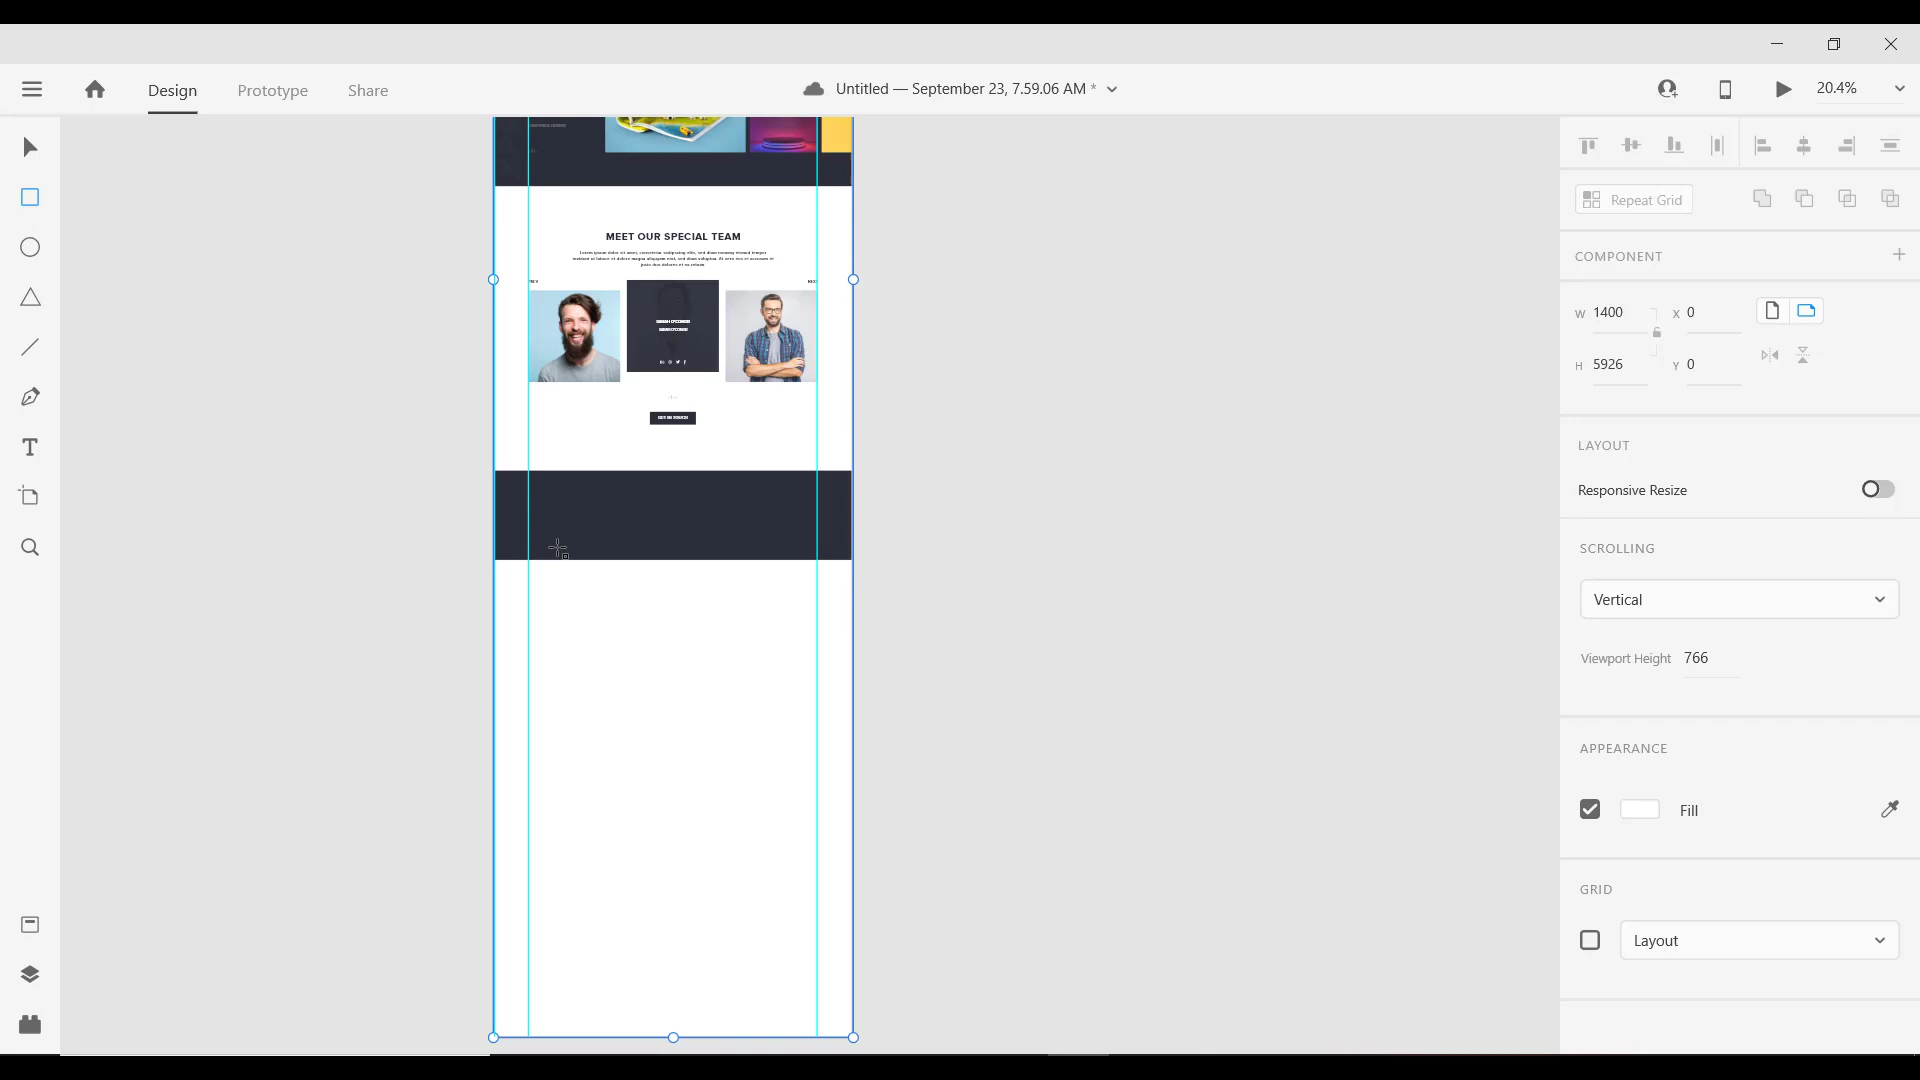 Design Prototype Share Untitled — September 23, 7.59.06 AM * 20.4%
Repeat Grid
COMPONENT
W 1400 X 0
H 5926 Y 0
LAYOUT
Responsive Resize
SCROLLING
Vertical
Viewport Height 766
APPEARANCE
Fill
GRID
Layout
MEET OUR SPECIAL TEAM